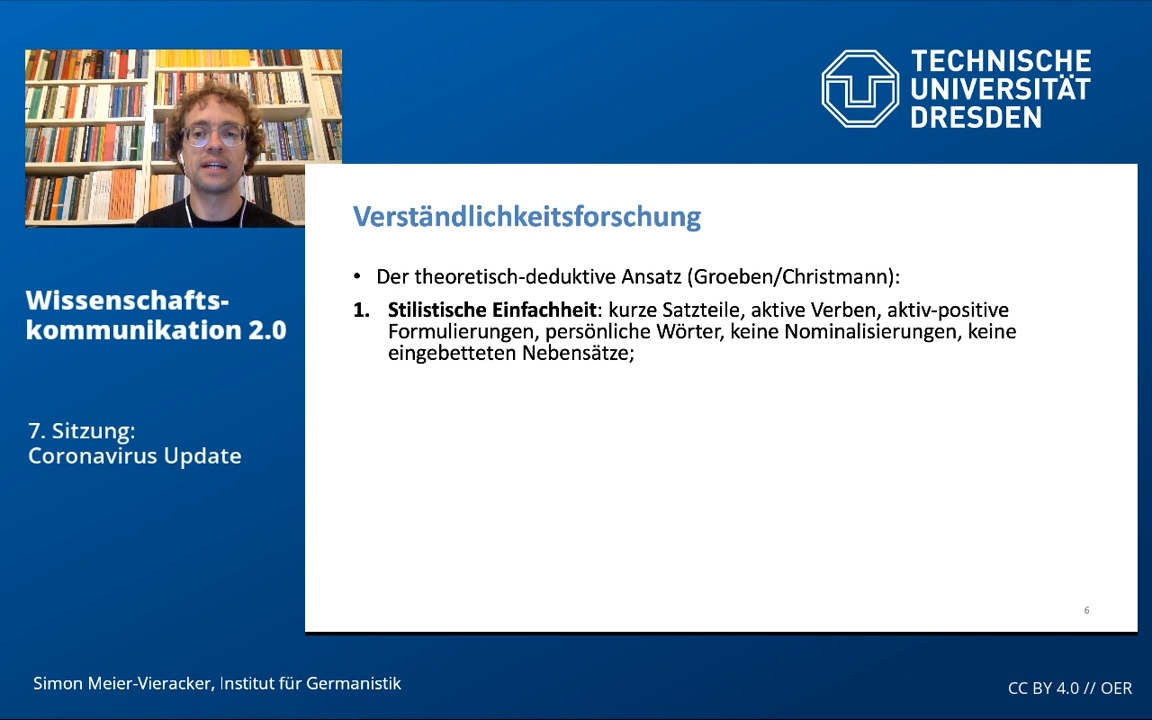 TECHNISCHE
UNIVERSITÄT
DRESDEN
Verständlichkeitsforschung
• Der theoretisch-deduktive Ansatz (Groeben/Christmann):
1. Stilistische Einfachheit: kurze Satzteile, aktive Verben, aktiv-positive
Formulierungen, persönliche Wörter, keine Nominalisierungen, keine
eingebetteten Nebensätze;
6
Wissenschafts-
kommunikation 2.0
7. Sitzung:
Coronavirus Update
Simon Meier-Vieracker, Institut für Germanistik
CC BY 4.0 // OER